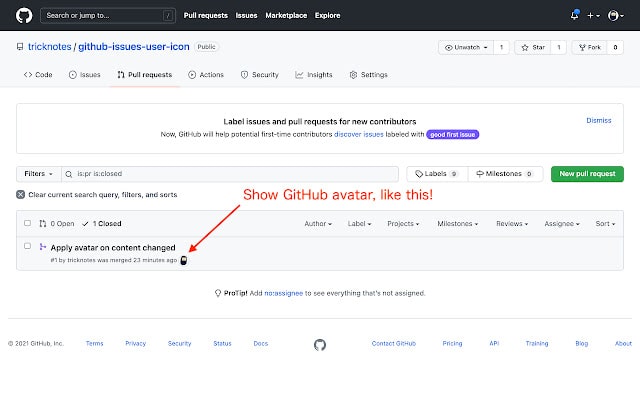 Search or jump to... / Pull requests Issues Marketplace Explore
tricknotes / github-issues-user-icon Public Unwatch 1 Star 1 Fork 0
Code Issues Pull requests Actions Security Insights Settings
Label issues and pull requests for new contributors Dismiss
Now, GitHub will help potential first-time contributors discover issues labeled with good first issue
Filters is:pr is:closed Labels 9 Milestones 0 New pull request
Clear current search query, filters, and sorts
Show GitHub avatar, like this!
0 Open 1 Closed Author Label Projects Milestones Reviews Assignee Sort
Apply avatar on content changed
#1 by tricknotes was merged 23 minutes ago
ProTip! Add no:assignee to see everything that's not assigned.
© 2021 GitHub, Inc. Terms Privacy Security Status Docs Contact GitHub Pricing API Training Blog About